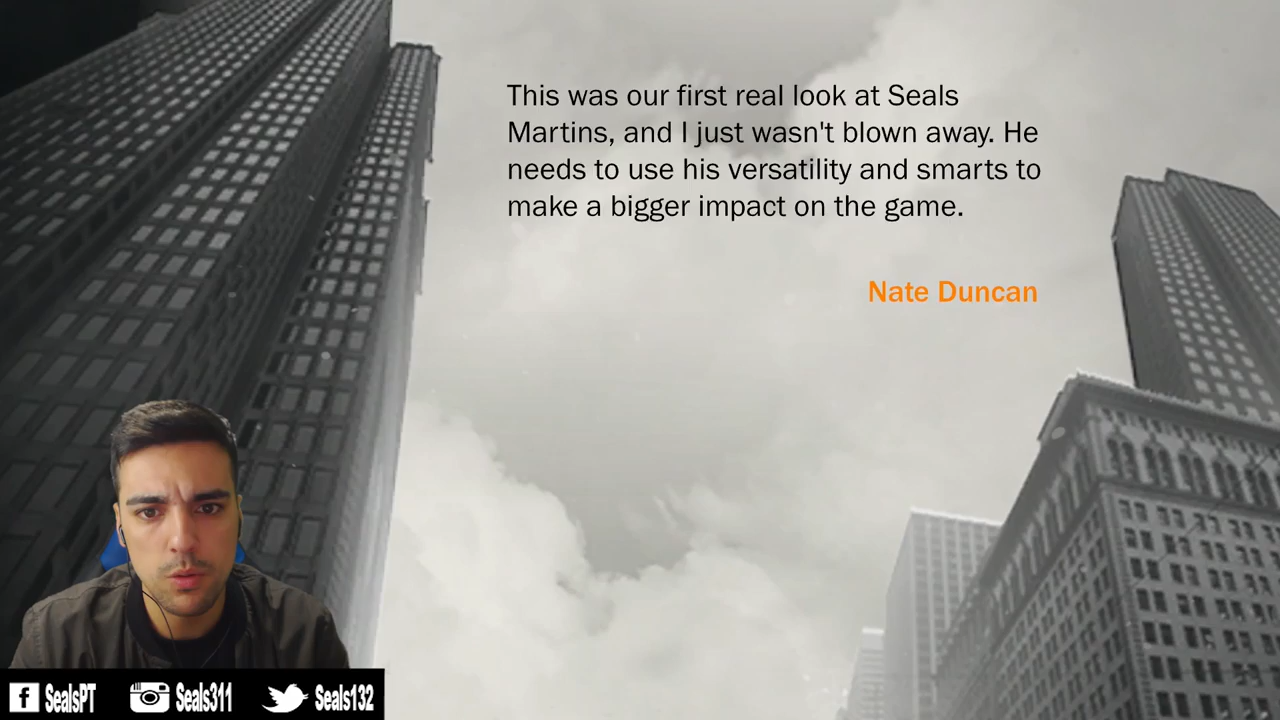 This was our first real look at Seals
Martins, and I just wasn't blown away. He
needs to use his versatility and smarts to
make a bigger impact on the game.
Nate Duncan
SealsPT Seals311 Seals132